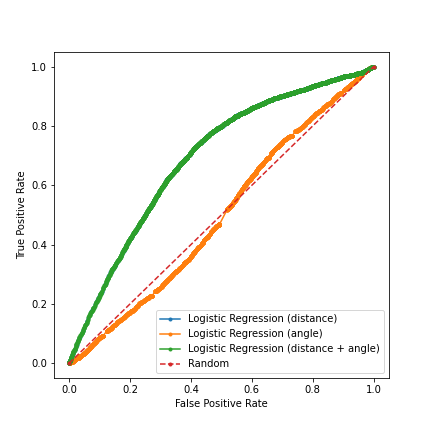 1.0
0.8
0.6
0.4
0.2
0.0
True Positive Rate
Logistic Regression (distance)
Logistic Regression (angle)
Logistic Regression (distance + angle)
Random
0.0 0.2 0.4 0.6 0.8 1.0
False Positive Rate